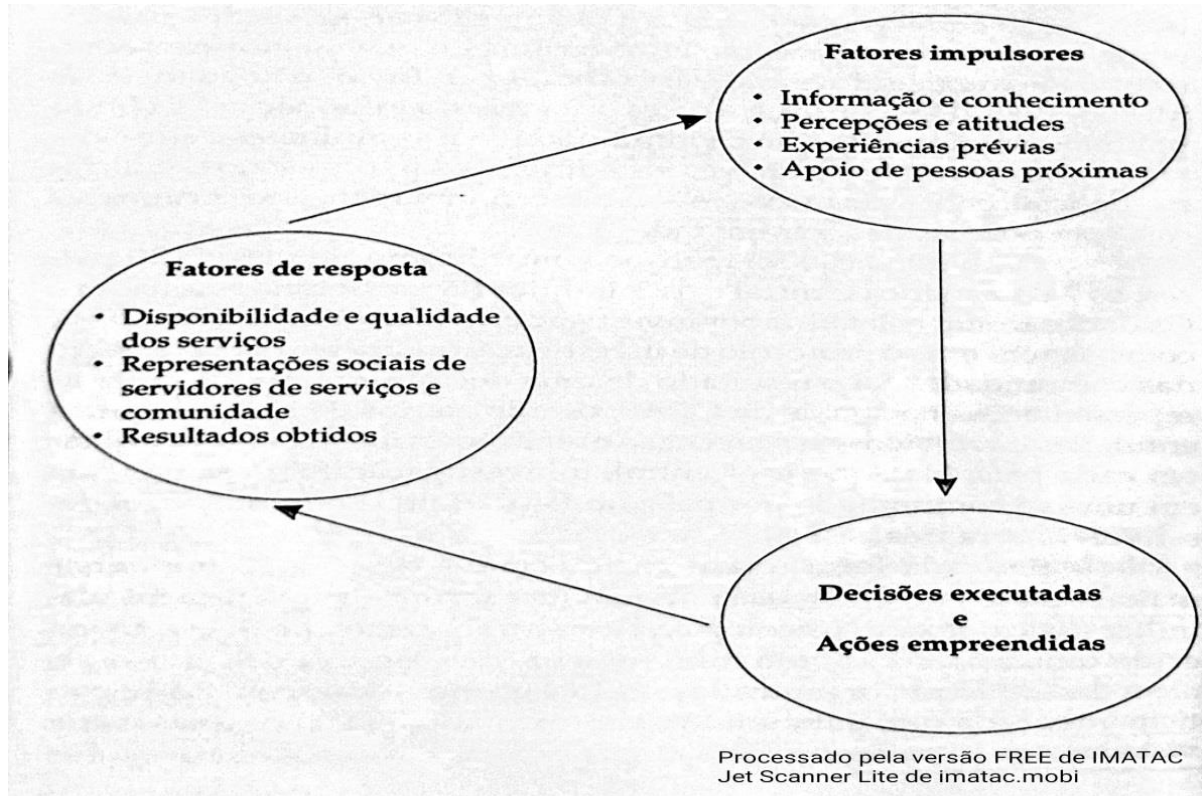 Fatores impulsores
• Informação e conhecimento
• Percepções e atitudes
• Experiências prévias
• Apoio de pessoas próximas
Fatores de resposta
• Disponibilidade e qualidade
dos serviços
• Representações sociais de
servidores de serviços e
comunidade
• Resultados obtidos
Decisões executadas
e
Ações empreendidas
Processado pela versão FREE de IMATAC
Jet Scanner Lite de imatac.mobi